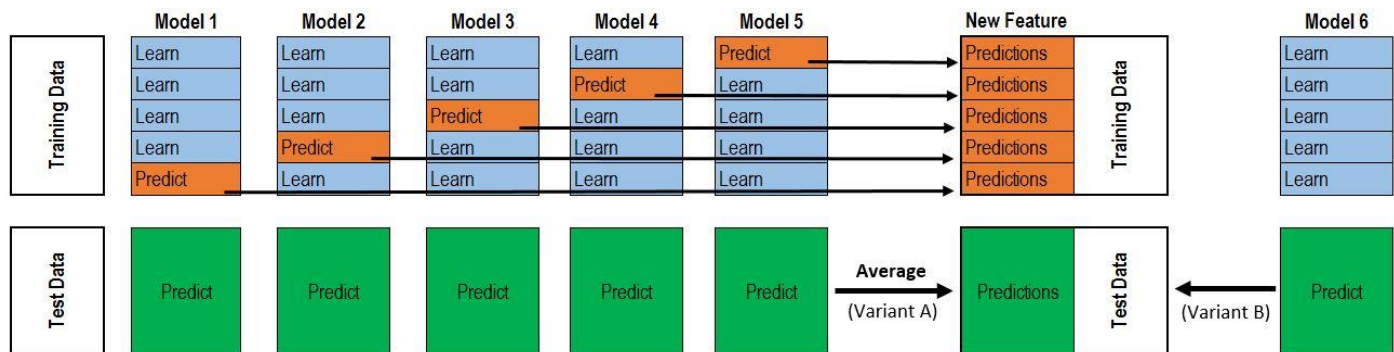 Model 1 Model 2 Model 3 Model 4 Model 5 New Feature Model 6
Training Data
Learn Learn Learn Learn Predict Predictions Learn
Learn Learn Learn Predict Learn Predictions Learn
Learn Learn Predict Learn Learn Predictions Learn
Learn Predict Learn Learn Learn Predictions Learn
Predict Learn Learn Learn Learn Predictions Learn
Training Data
Test Data
Predict Predict Predict Predict Predict
Average
(Variant A)
Predictions
Test Data
(Variant B)
Predict